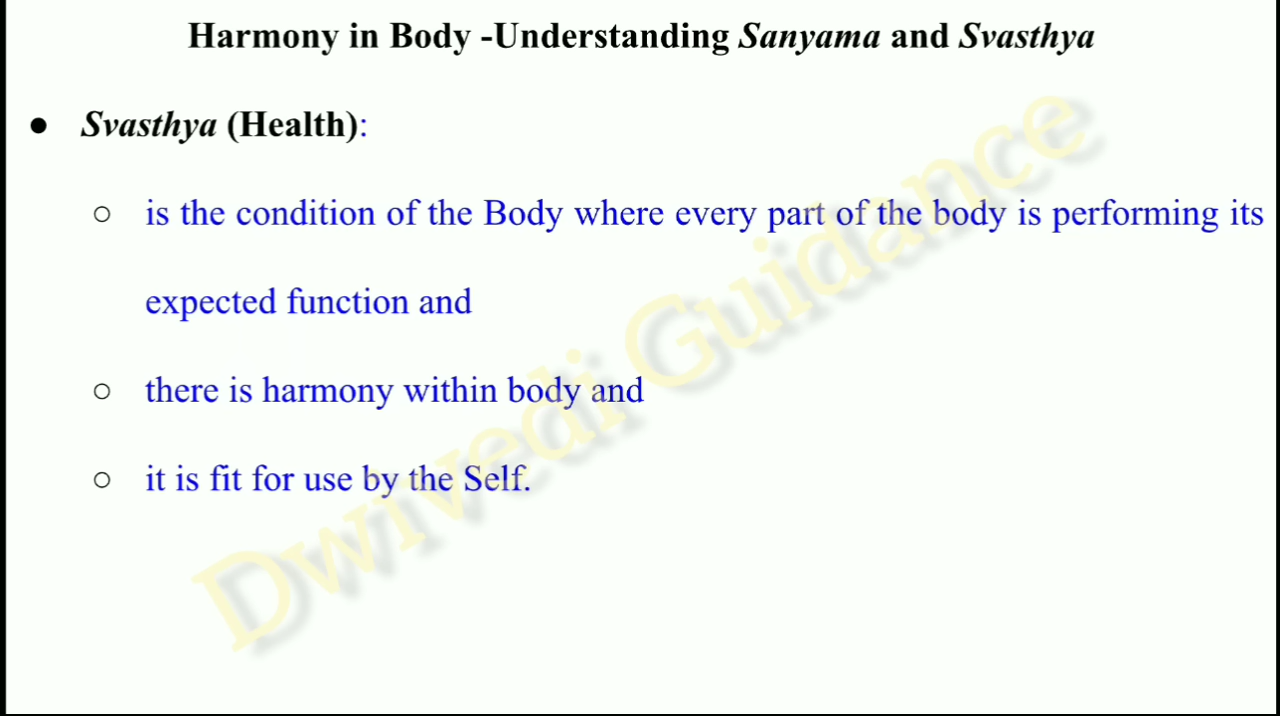 Harmony in Body -Understanding Sanyama and Svasthya
● Svasthya (Health):
○ is the condition of the Body where every part of the body is performing its
expected function and
○ there is harmony within body and
○ it is fit for use by the Self.
Dwivedi Guidance